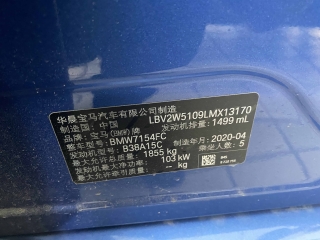 华晨宝马汽车有限公司制造
制造国：中国 LBV2W5109LMX13170
品牌：宝马(BMW)牌 发动机排量：1499 mL
整车型号：BMW7154FC
发动机型号：B38A15C 制造年月：2020-04
最大允许总质量：1855 kg 乘坐人数：5
发动机最大净功率：103 kW
-- kg